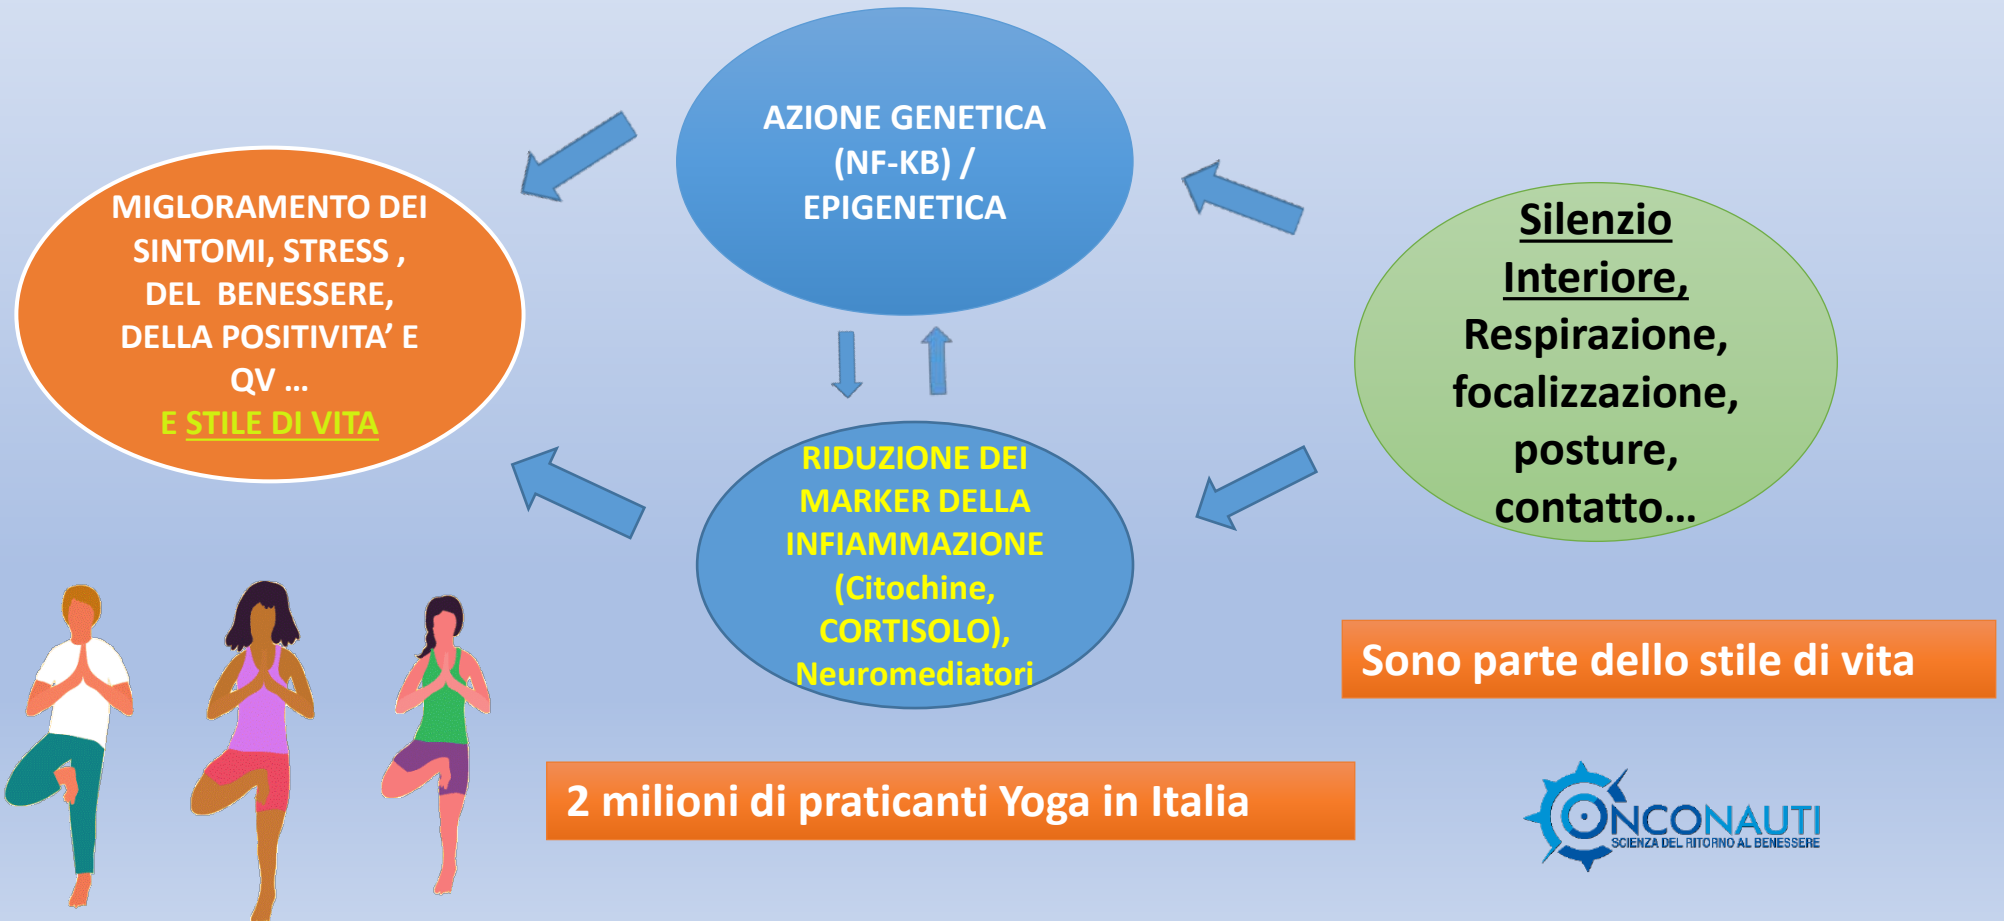 AZIONE GENETICA
(NF-KB) /
EPIGENETICA
MIGLORAMENTO DEI
SINTOMI, STRESS ,
DEL BENESSERE,
DELLA POSITIVITA’ E
QV ...
E STILE DI VITA
Silenzio
Interiore,
Respirazione,
focalizzazione,
posture,
contatto...
RIDUZIONE DEI
MARKER DELLA
INFIAMMAZIONE
(Citochine,
CORTISOLO),
Neuromediatori
Sono parte dello stile di vita
2 milioni di praticanti Yoga in Italia
ONCONAUTI
SCIENZA DEL RITORNO AL BENESSERE